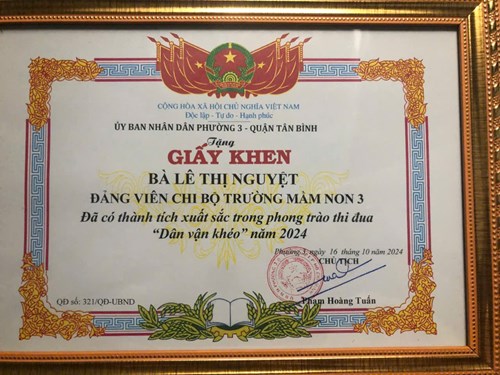 CỘNG HÒA XÃ HỘI CHỦ NGHĨA VIỆT NAM
Độc lập - Tự do - Hạnh phúc
ỦY BAN NHÂN DÂN PHƯỜNG 3 - QUẬN TÂN BÌNH
Tặng
GIẤY KHEN
BÀ LÊ THỊ NGUYỆT
ĐẢNG VIÊN CHI BỘ TRƯỜNG MẦM NON 3
Đã có thành tích xuất sắc trong phong trào thi đua
“Dân vận khéo” năm 2024
Phường 3, ngày 16 tháng 10 năm 2024
CHỦ TỊCH
Phạm Hoàng Tuấn
QĐ số: 321/QĐ-UBND